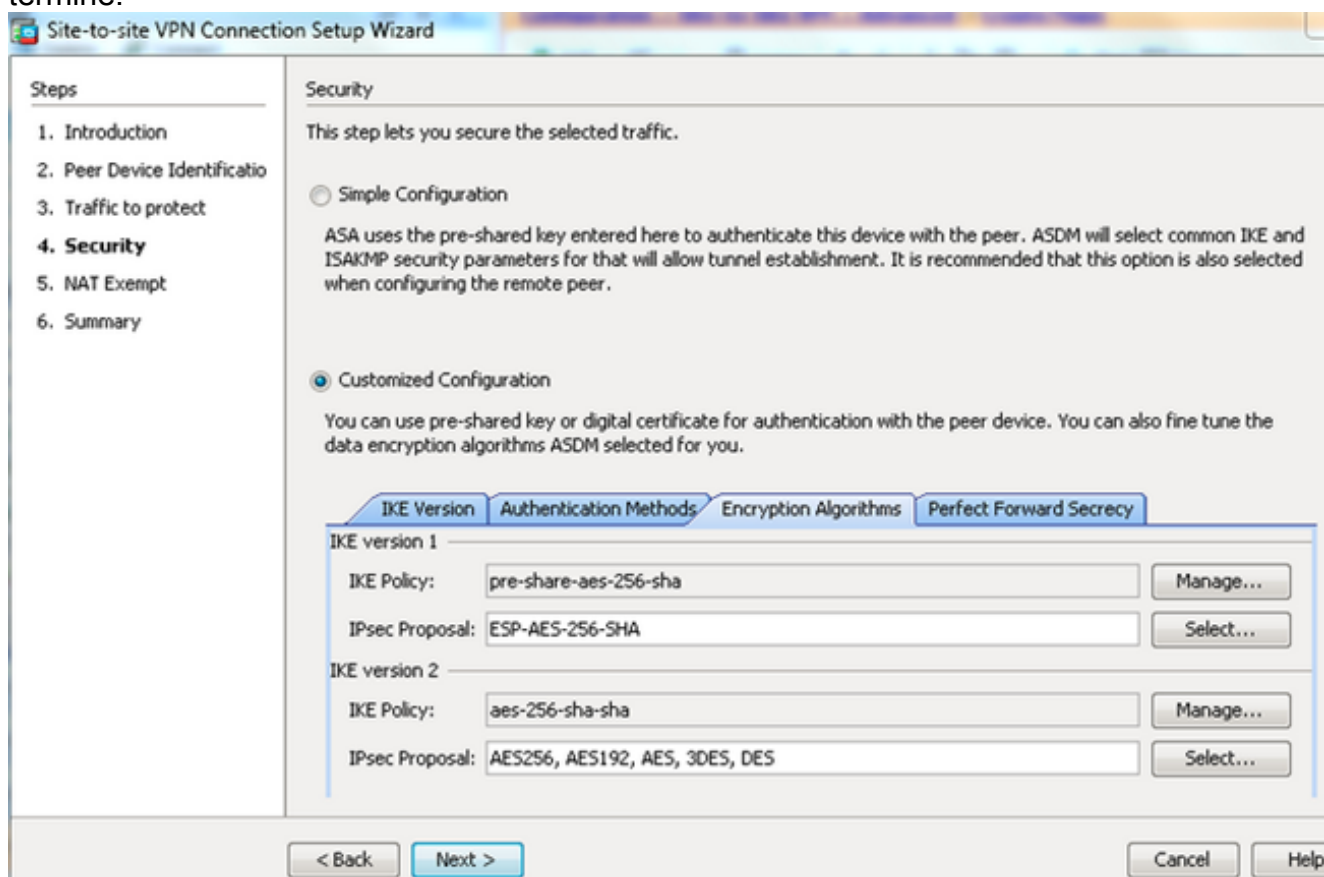 termine.
Site-to-site VPN Connection Setup Wizard
Steps
1. Introduction
2. Peer Device Identificatio
3. Traffic to protect
4. Security
5. NAT Exempt
6. Summary
Security
This step lets you secure the selected traffic.
Simple Configuration
ASA uses the pre-shared key entered here to authenticate this device with the peer. ASDM will select common IKE and
ISAKMP security parameters for that will allow tunnel establishment. It is recommended that this option is also selected
when configuring the remote peer.
Customized Configuration
You can use pre-shared key or digital certificate for authentication with the peer device. You can also fine tune the
data encryption algorithms ASDM selected for you.
IKE Version Authentication Methods Encryption Algorithms Perfect Forward Secrecy
IKE version 1
IKE Policy: pre-share-aes-256-sha Manage...
IPsec Proposal: ESP-AES-256-SHA Select...
IKE version 2
IKE Policy: aes-256-sha-sha Manage...
IPsec Proposal: AES256, AES192, AES, 3DES, DES Select...
< Back Next > Cancel Help